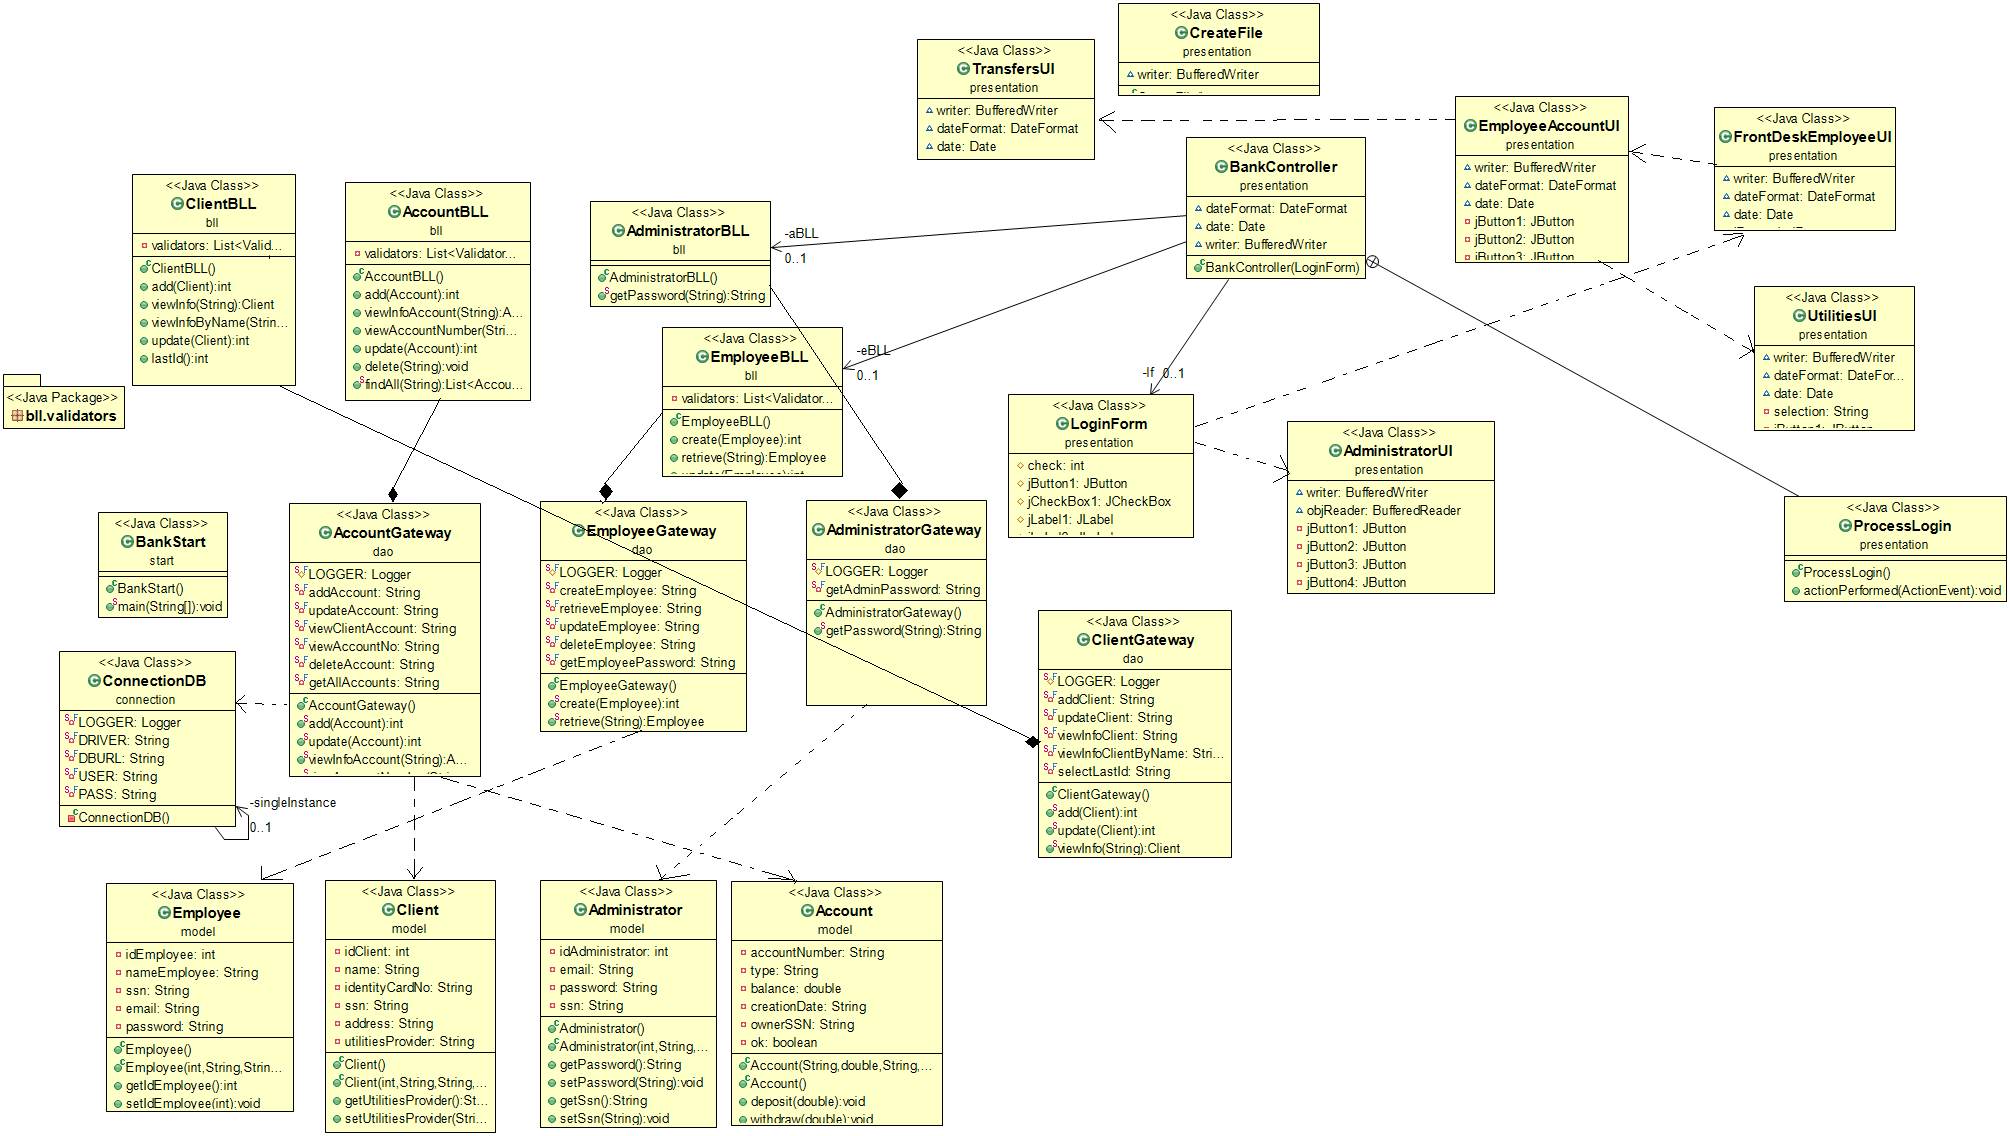 <<Java Class>>
CreateFile
presentation
writer: BufferedWriter
<<Java Class>>
TransfersUI
presentation
writer: BufferedWriter
dateFormat: DateFormat
date: Date
<<Java Class>>
EmployeeAccountUI
presentation
writer: BufferedWriter
dateFormat: DateFormat
date: Date
jButton1: JButton
jButton2: JButton
jButton3: JButton
<<Java Class>>
FrontDeskEmployeeUI
presentation
writer: BufferedWriter
dateFormat: DateFormat
date: Date
<<Java Class>>
BankController
presentation
dateFormat: DateFormat
date: Date
writer: BufferedWriter
BankController(LoginForm)
<<Java Class>>
ClientBLL
bll
validators: List<Valid...
ClientBLL()
add(Client):int
viewInfo(String):Client
viewInfoByName(Strin...
update(Client):int
lastId():int
<<Java Class>>
AccountBLL
bll
validators: List<Validator...
AccountBLL()
add(Account):int
viewInfoAccount(String):A...
viewAccountNumber(Stri...
update(Account):int
delete(String):void
findAll(String):List<Accou...
<<Java Class>>
AdministratorBLL
bll
AdministratorBLL()
getPassword(String):String
-aBLL
0..1
<<Java Class>>
EmployeeBLL
bll
validators: List<Validator...
EmployeeBLL()
create(Employee):int
retrieve(String):Employee
update(Employee):int
-eBLL
0..1
-lf 0..1
<<Java Class>>
UtilitiesUI
presentation
writer: BufferedWriter
dateFormat: DateFor...
date: Date
selection: String
jButton1: JButton
<<Java Package>>
bll.validators
<<Java Class>>
LoginForm
presentation
check: int
jButton1: JButton
jCheckBox1: JCheckBox
jLabel1: JLabel
jLabel2: JLabel
<<Java Class>>
AdministratorUI
presentation
writer: BufferedWriter
objReader: BufferedReader
jButton1: JButton
jButton2: JButton
jButton3: JButton
jButton4: JButton
<<Java Class>>
ProcessLogin
presentation
ProcessLogin()
actionPerformed(ActionEvent):void
<<Java Class>>
BankStart
start
BankStart()
main(String[]):void
<<Java Class>>
AccountGateway
dao
LOGGER: Logger
addAccount: String
updateAccount: String
viewClientAccount: String
viewAccountNo: String
deleteAccount: String
getAllAccounts: String
AccountGateway()
add(Account):int
update(Account):int
viewInfoAccount(String):A...
<<Java Class>>
EmployeeGateway
dao
LOGGER: Logger
createEmployee: String
retrieveEmployee: String
updateEmployee: String
deleteEmployee: String
getEmployeePassword: String
EmployeeGateway()
create(Employee):int
retrieve(String):Employee
<<Java Class>>
AdministratorGateway
dao
LOGGER: Logger
getAdminPassword: String
AdministratorGateway()
getPassword(String):String
<<Java Class>>
ClientGateway
dao
LOGGER: Logger
addClient: String
updateClient: String
viewInfoClient: String
viewInfoClientByName: Stri...
selectLastId: String
ClientGateway()
add(Client):int
update(Client):int
viewInfo(String):Client
<<Java Class>>
ConnectionDB
connection
LOGGER: Logger
DRIVER: String
DBURL: String
USER: String
PASS: String
ConnectionDB()
-singleInstance
0..1
<<Java Class>>
Employee
model
idEmployee: int
nameEmployee: String
ssn: String
email: String
password: String
Employee()
Employee(int,String,Strin...
getIdEmployee():int
setIdEmployee(int):void
<<Java Class>>
Client
model
idClient: int
name: String
identityCardNo: String
ssn: String
address: String
utilitiesProvider: String
Client()
Client(int,String,String,...
getUtilitiesProvider():St...
setUtilitiesProvider(Stri...
<<Java Class>>
Administrator
model
idAdministrator: int
email: String
password: String
ssn: String
Administrator()
Administrator(int,String,...
getPassword():String
setPassword(String):void
getSsn():String
setSsn(String):void
<<Java Class>>
Account
model
accountNumber: String
type: String
balance: double
creationDate: String
ownerSSN: String
ok: boolean
Account(String,double,String,...
Account()
deposit(double):void
withdraw(double):void